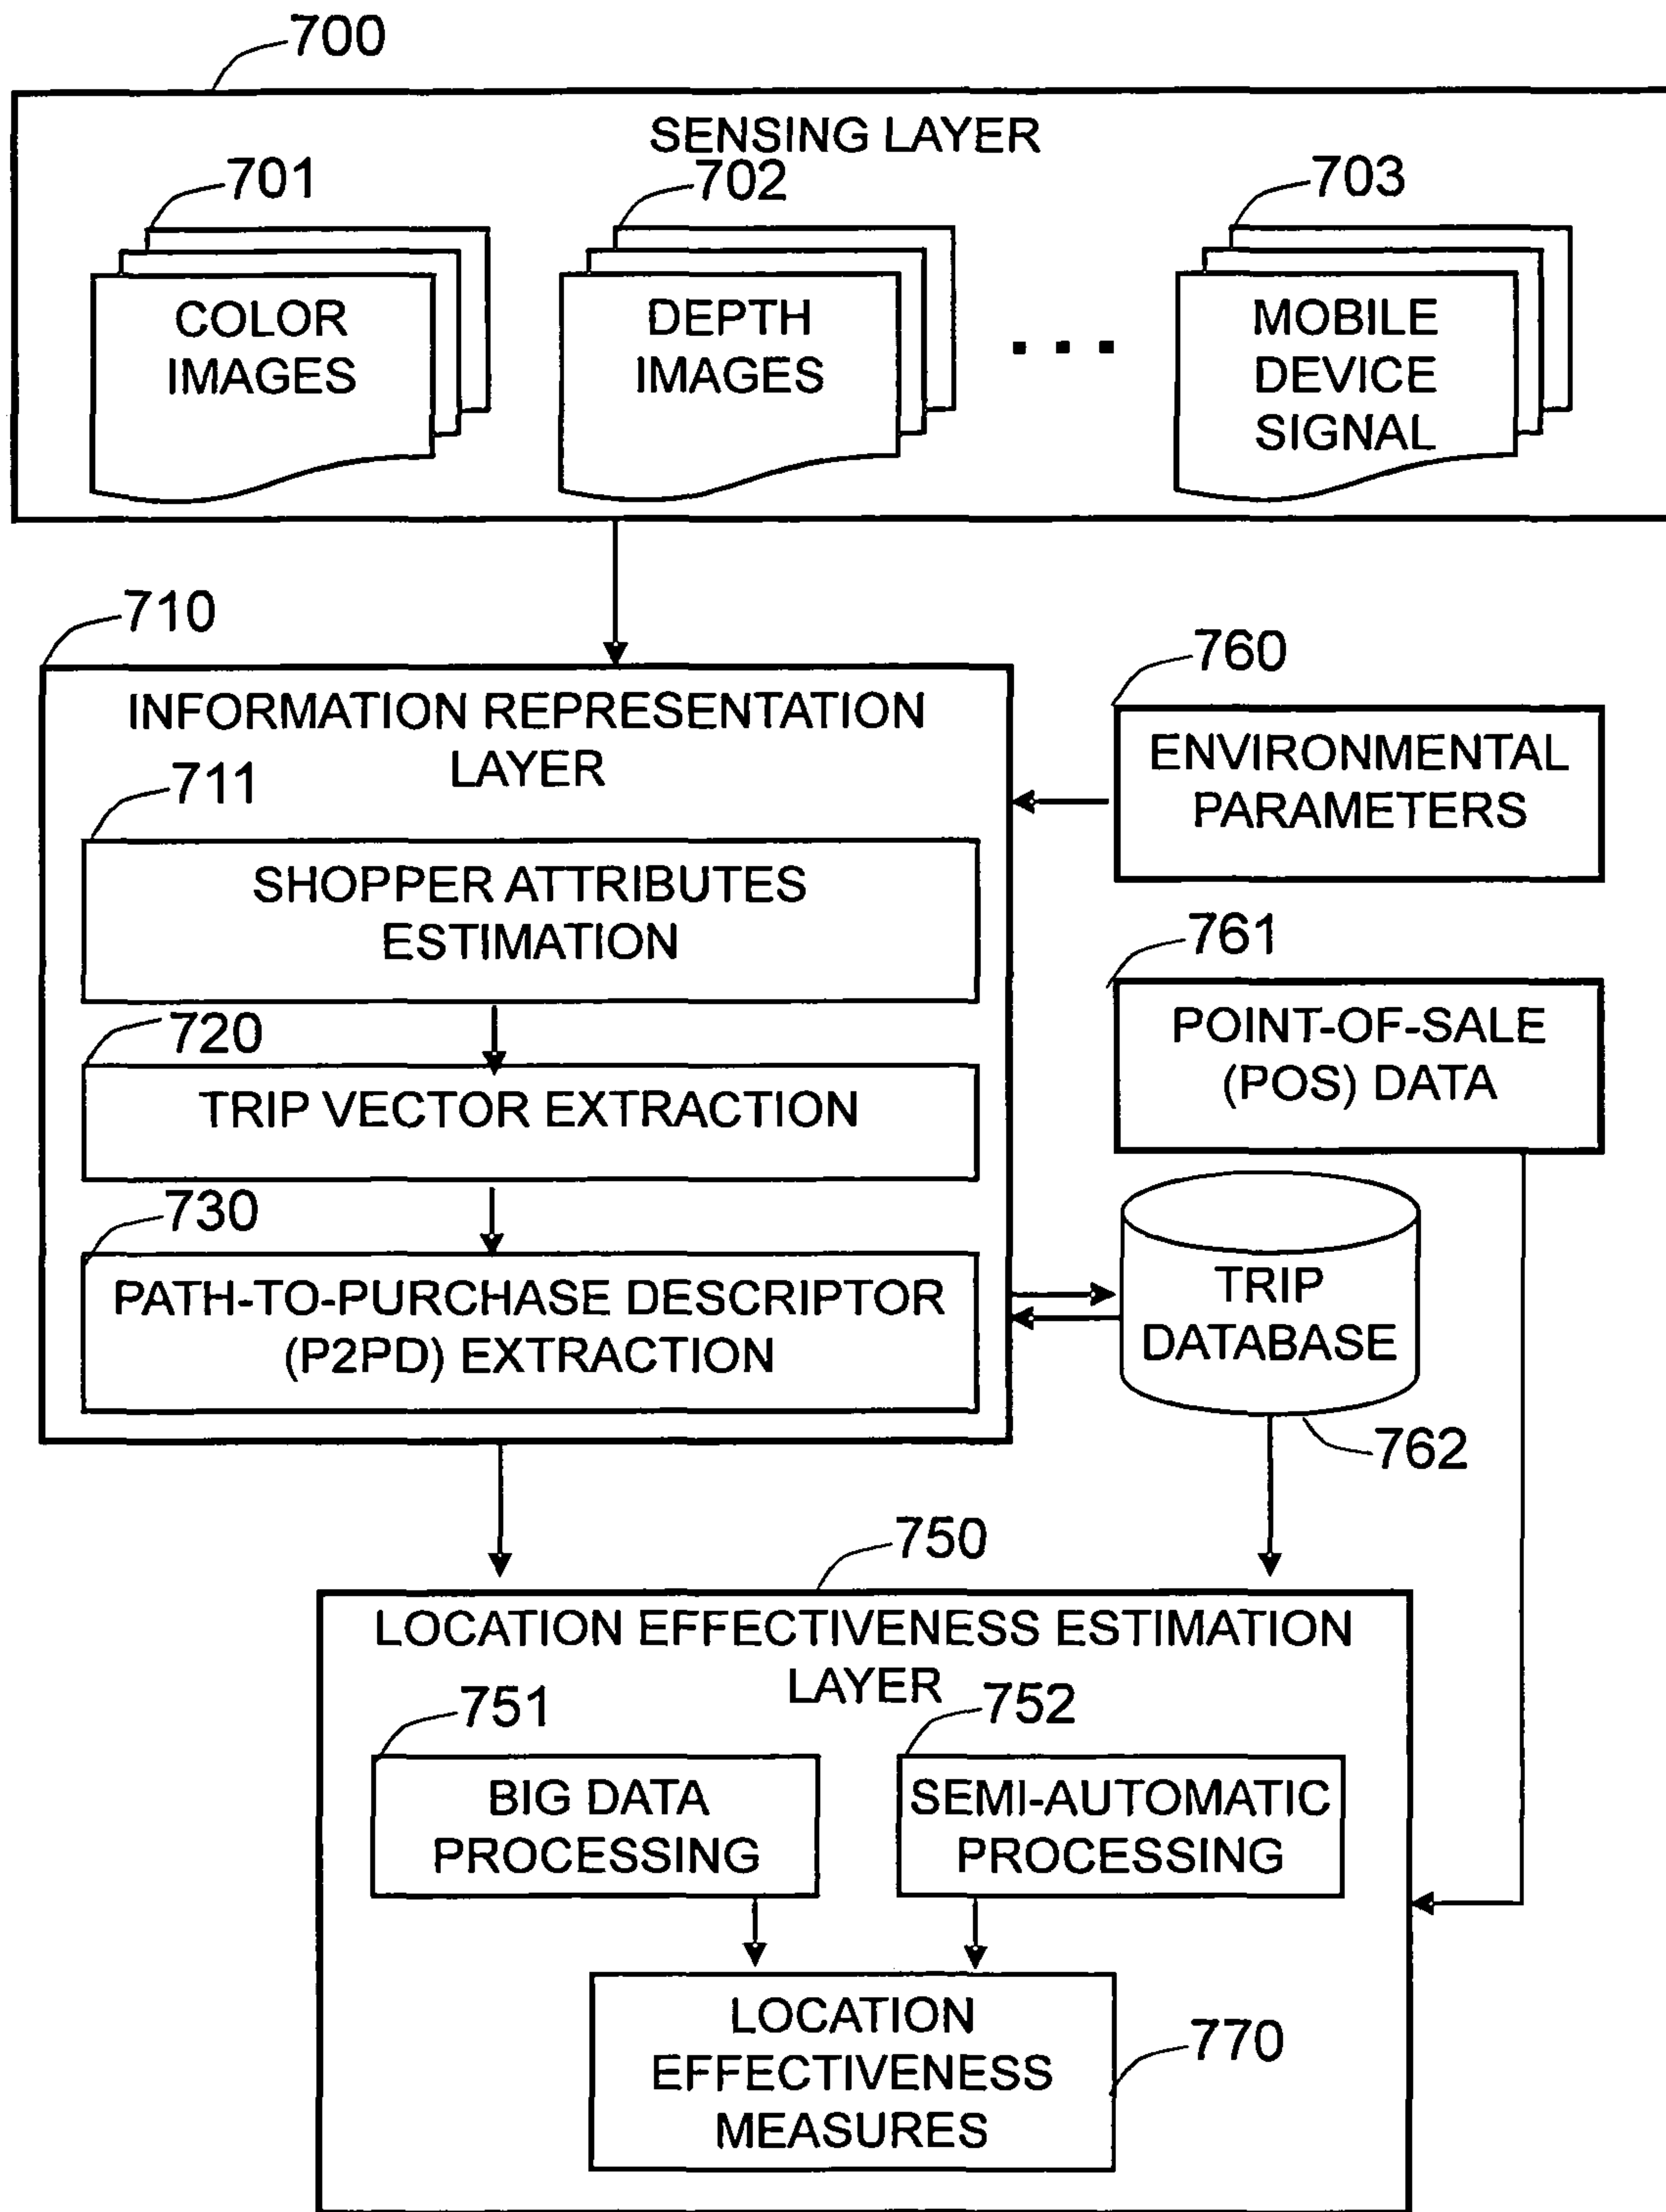 700
SENSING LAYER
701
702
703
COLOR
IMAGES
DEPTH
IMAGES
...
MOBILE
DEVICE
SIGNAL
710
INFORMATION REPRESENTATION
LAYER
711
SHOPPER ATTRIBUTES
ESTIMATION
720
TRIP VECTOR EXTRACTION
730
PATH-TO-PURCHASE DESCRIPTOR
(P2PD) EXTRACTION
760
ENVIRONMENTAL
PARAMETERS
761
POINT-OF-SALE
(POS) DATA
TRIP
DATABASE
762
750
LOCATION EFFECTIVENESS ESTIMATION
LAYER
751
BIG DATA
PROCESSING
752
SEMI-AUTOMATIC
PROCESSING
LOCATION
EFFECTIVENESS
MEASURES
770